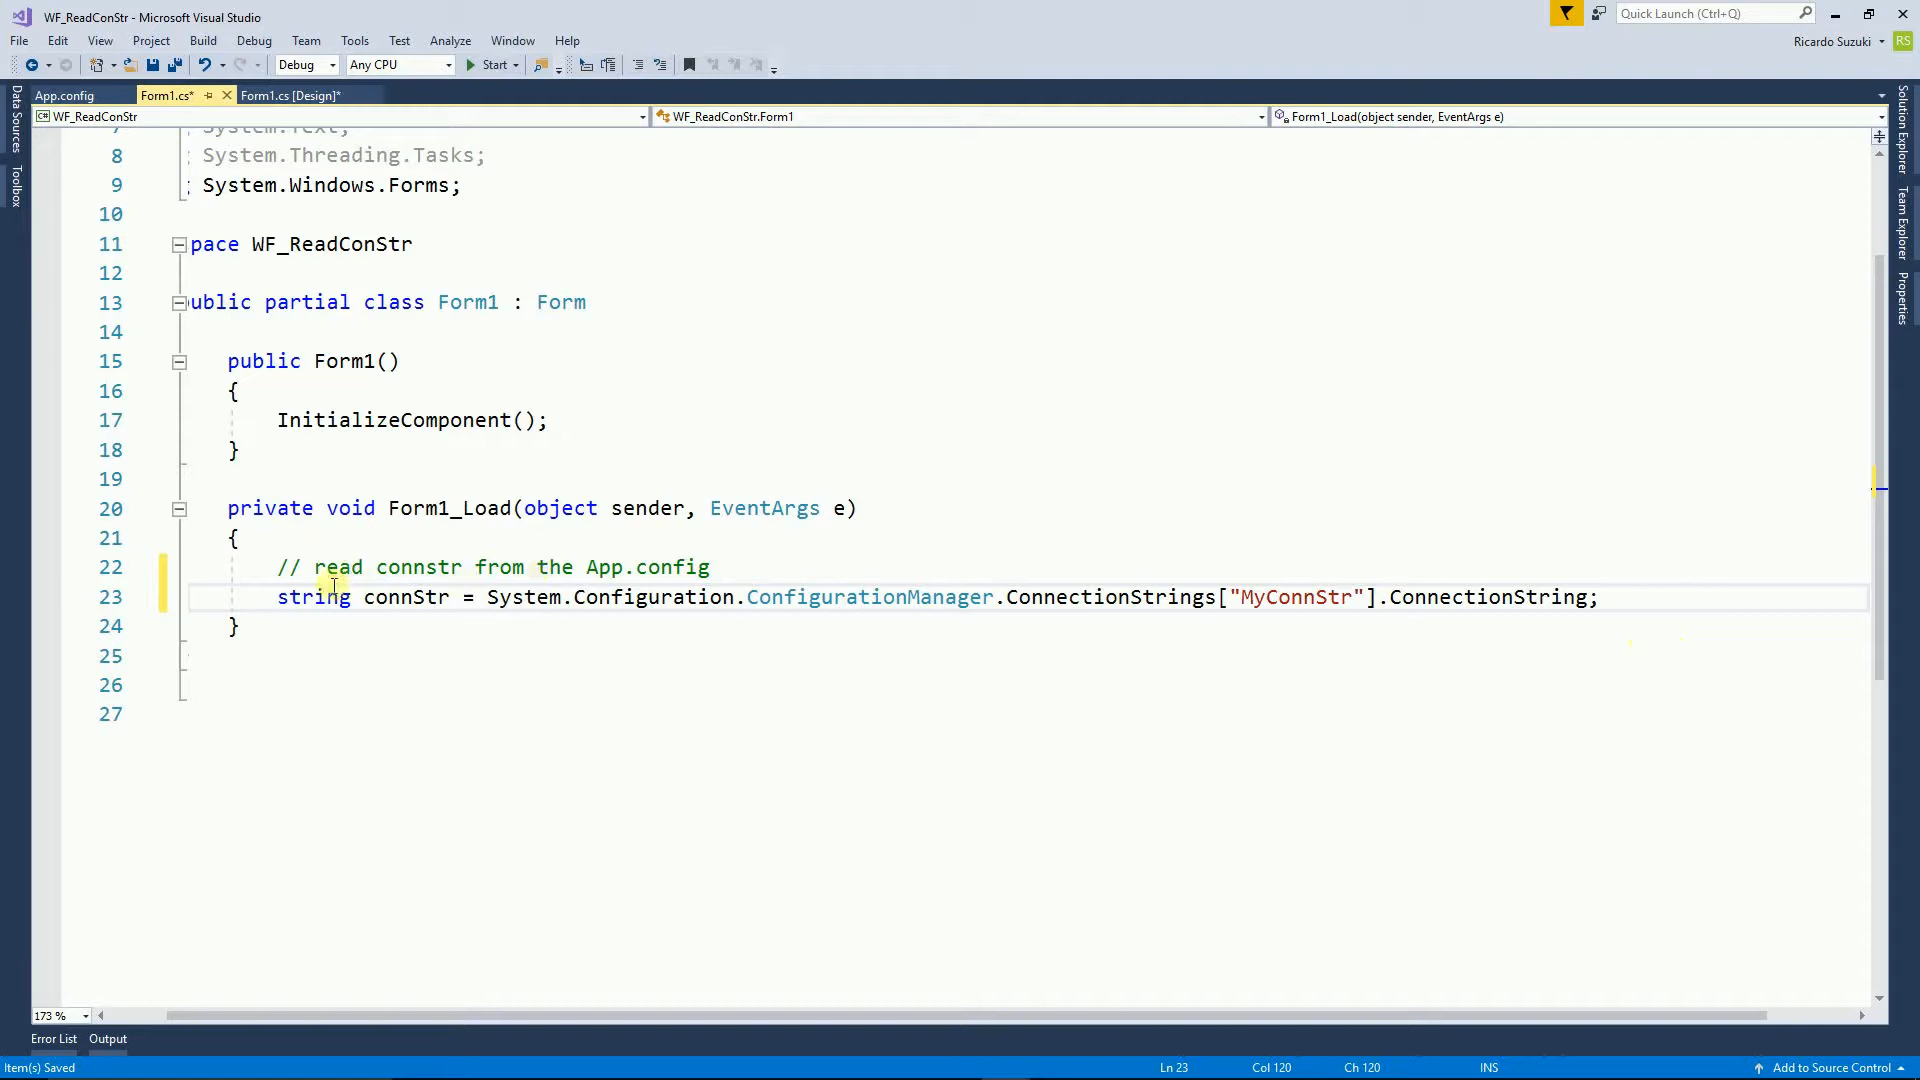 WF_ReadConStr - Microsoft Visual Studio
Quick Launch (Ctrl+Q)
File Edit View Project Build Debug Team Tools Test Analyze Window Help
Ricardo Suzuki RS
Debug Any CPU Start
App.config Form1.cs* Form1.cs [Design]*
C# WF_ReadConStr WF_ReadConStr.Form1 Form1_Load(object sender, EventArgs e)
Data Sources
Toolbox
Solution Explorer
Team Explorer
Properties
7 System.Text;
8 ; System.Threading.Tasks;
9 ; System.Windows.Forms;
10
11 pace WF_ReadConStr
12
13 ublic partial class Form1 : Form
14
15 public Form1()
16 {
17 InitializeComponent();
18 }
19
20 private void Form1_Load(object sender, EventArgs e)
21 {
22 // read connstr from the App.config
23 string connStr = System.Configuration.ConfigurationManager.ConnectionStrings["MyConnStr"].ConnectionString;
24 }
25
26
27
173 %
Error List Output
Item(s) Saved Ln 23 Col 120 Ch 120 INS Add to Source Control